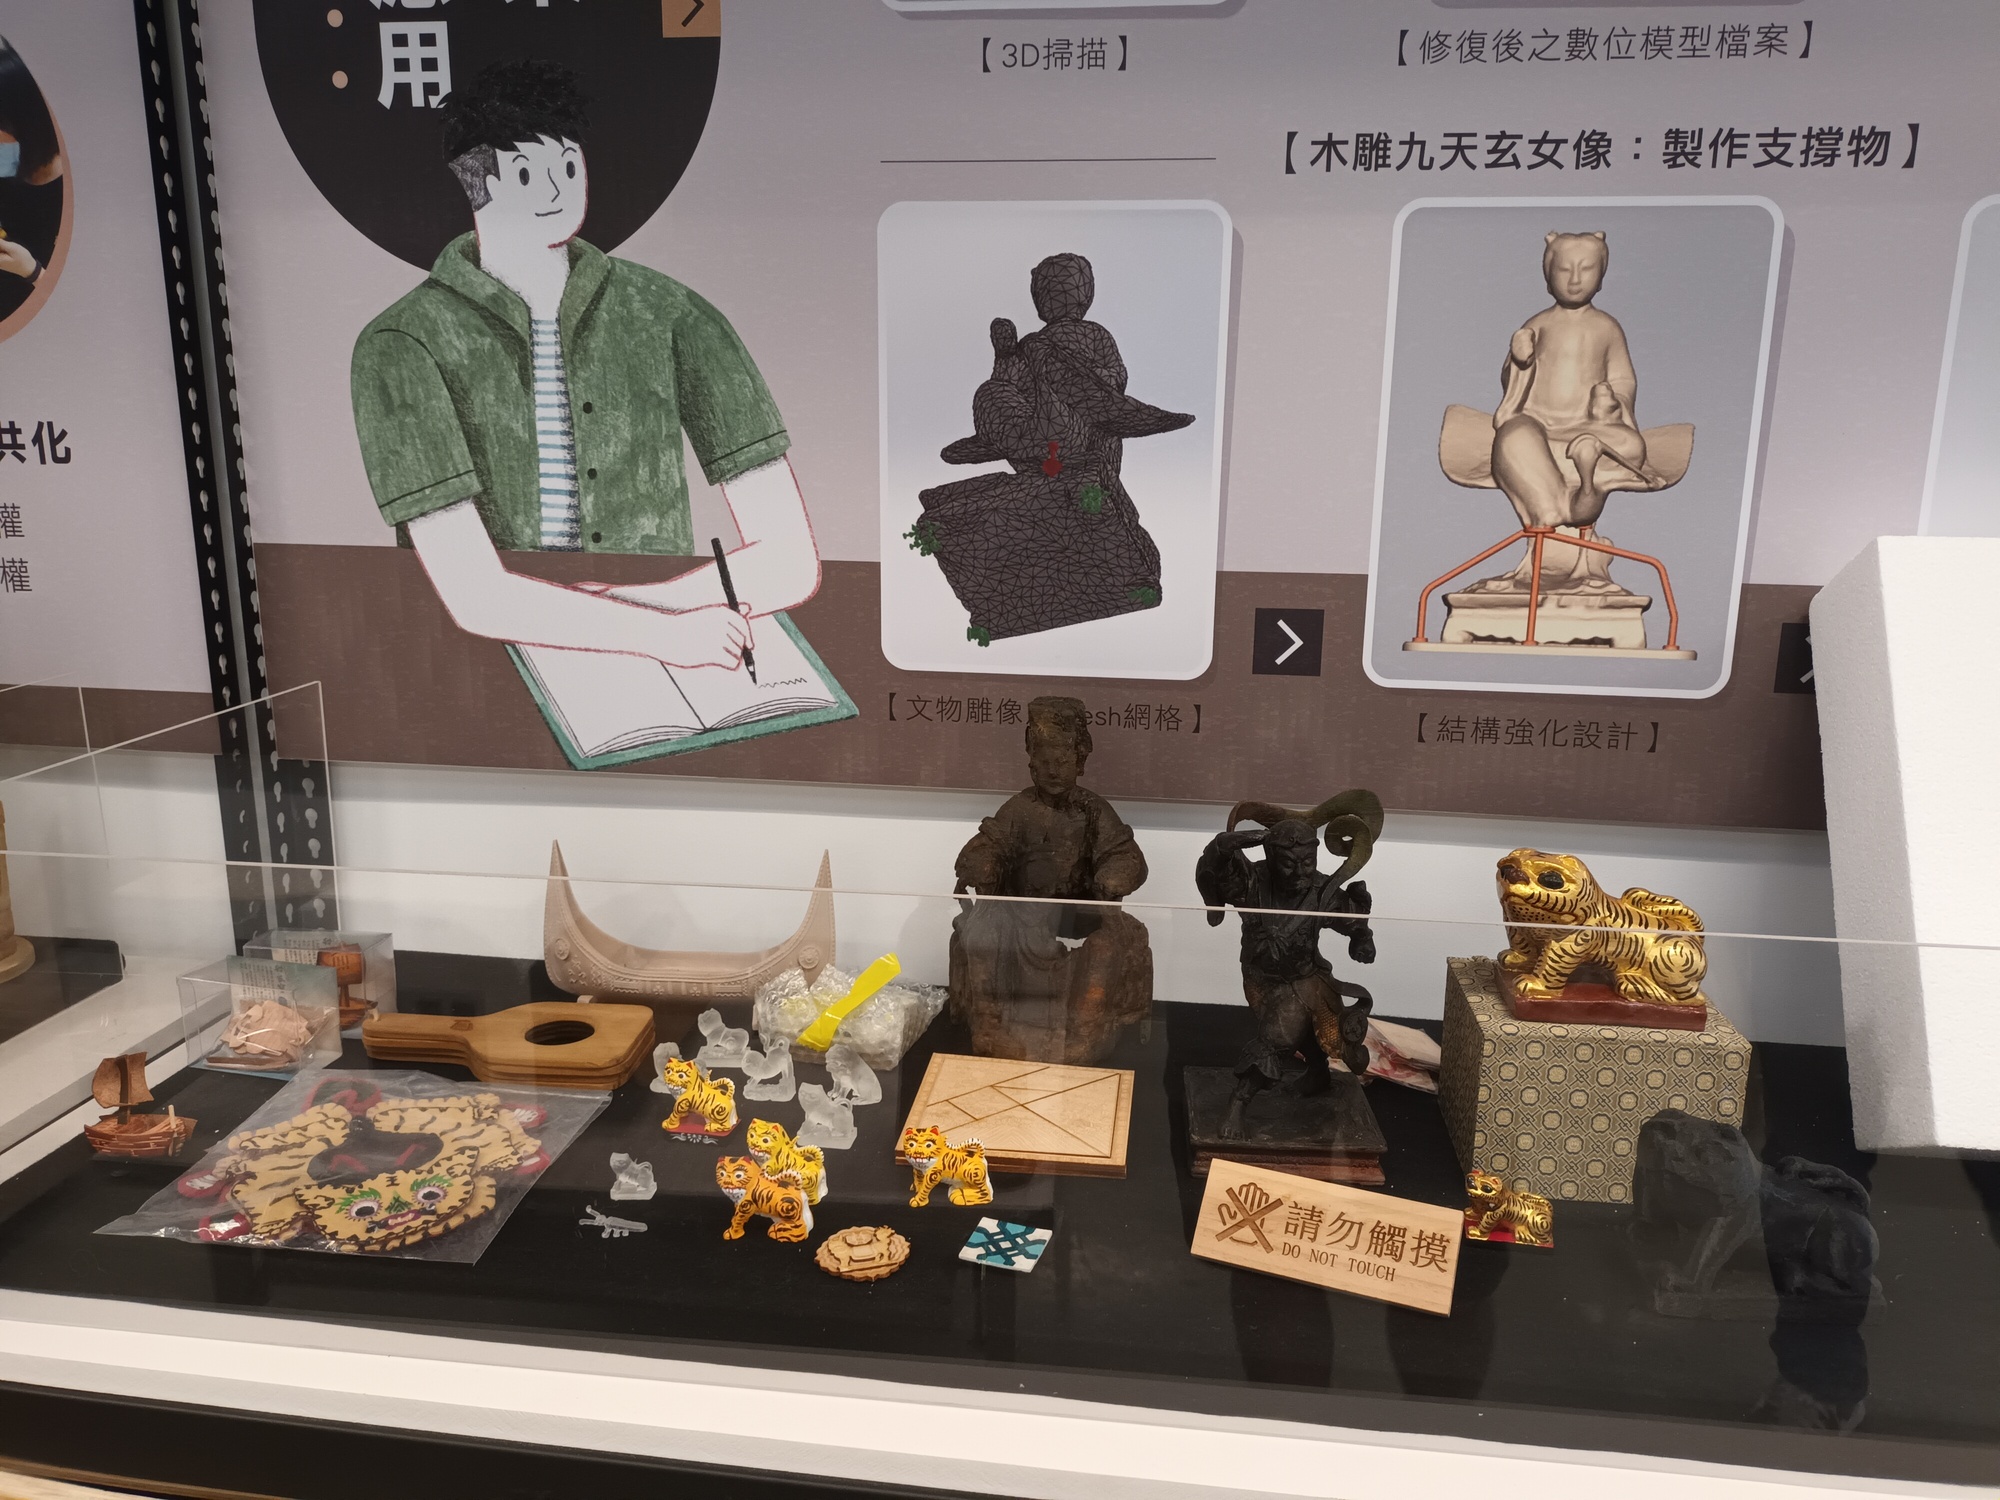 用
【3D掃描】
【修復後之數位模型檔案】
【木雕九天玄女像：製作支撐物】
共化
權
權
【文物雕像 esh網格】
【結構強化設計】
請勿觸摸
DO NOT TOUCH